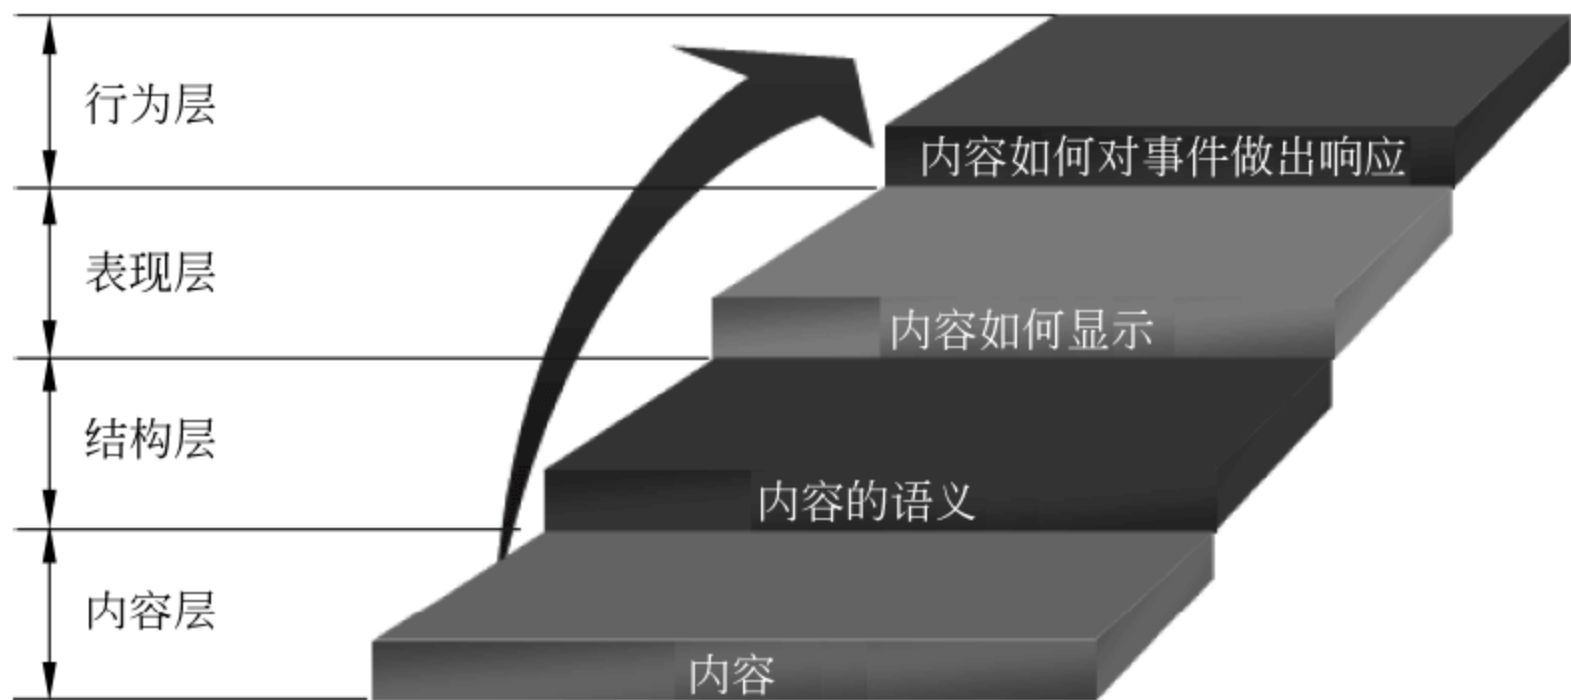 行为层
内容如何对事件做出响应
表现层
内容如何显示
结构层
内容的语义
内容层
内容